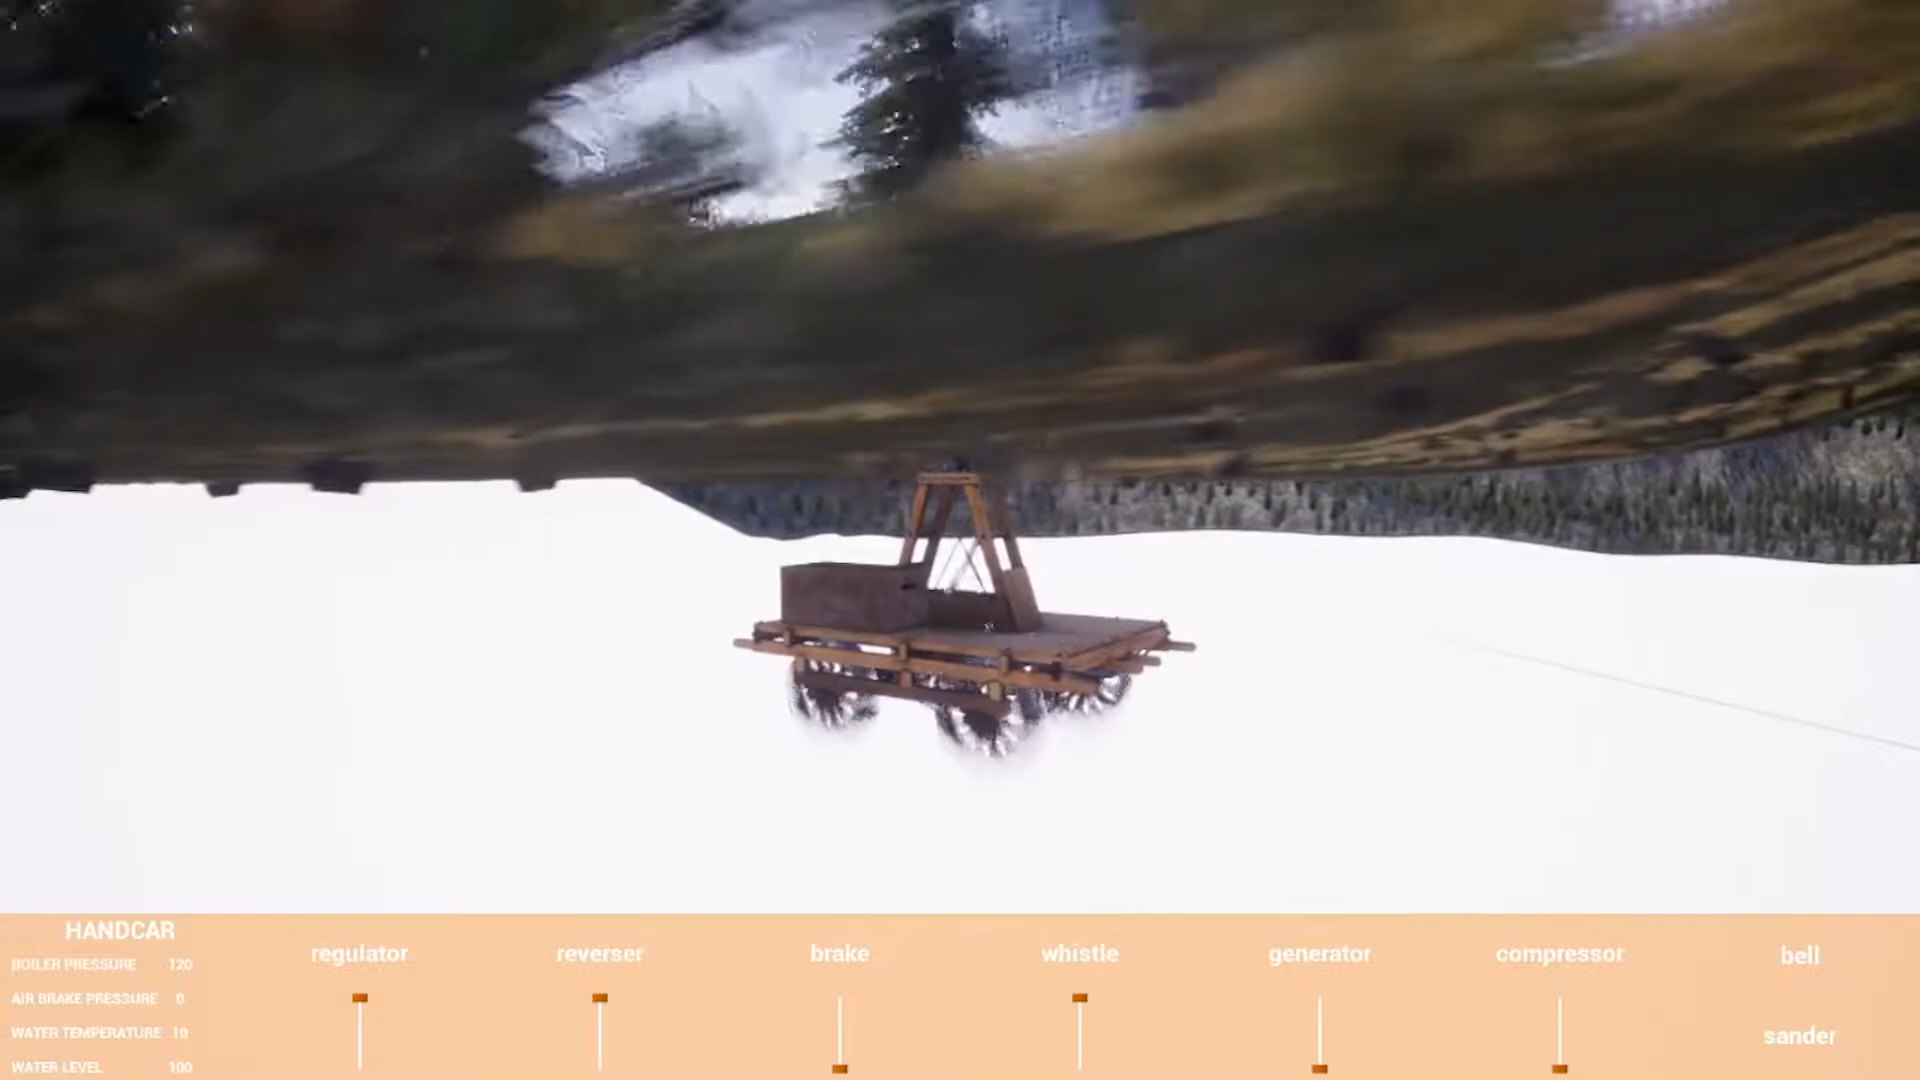 HANDCAR
BOILER PRESSURE 120
AIR BRAKE PRESSURE 0
WATER TEMPERATURE 10
WATER LEVEL 100
regulator
reverser
brake
whistle
generator
compressor
bell
sander